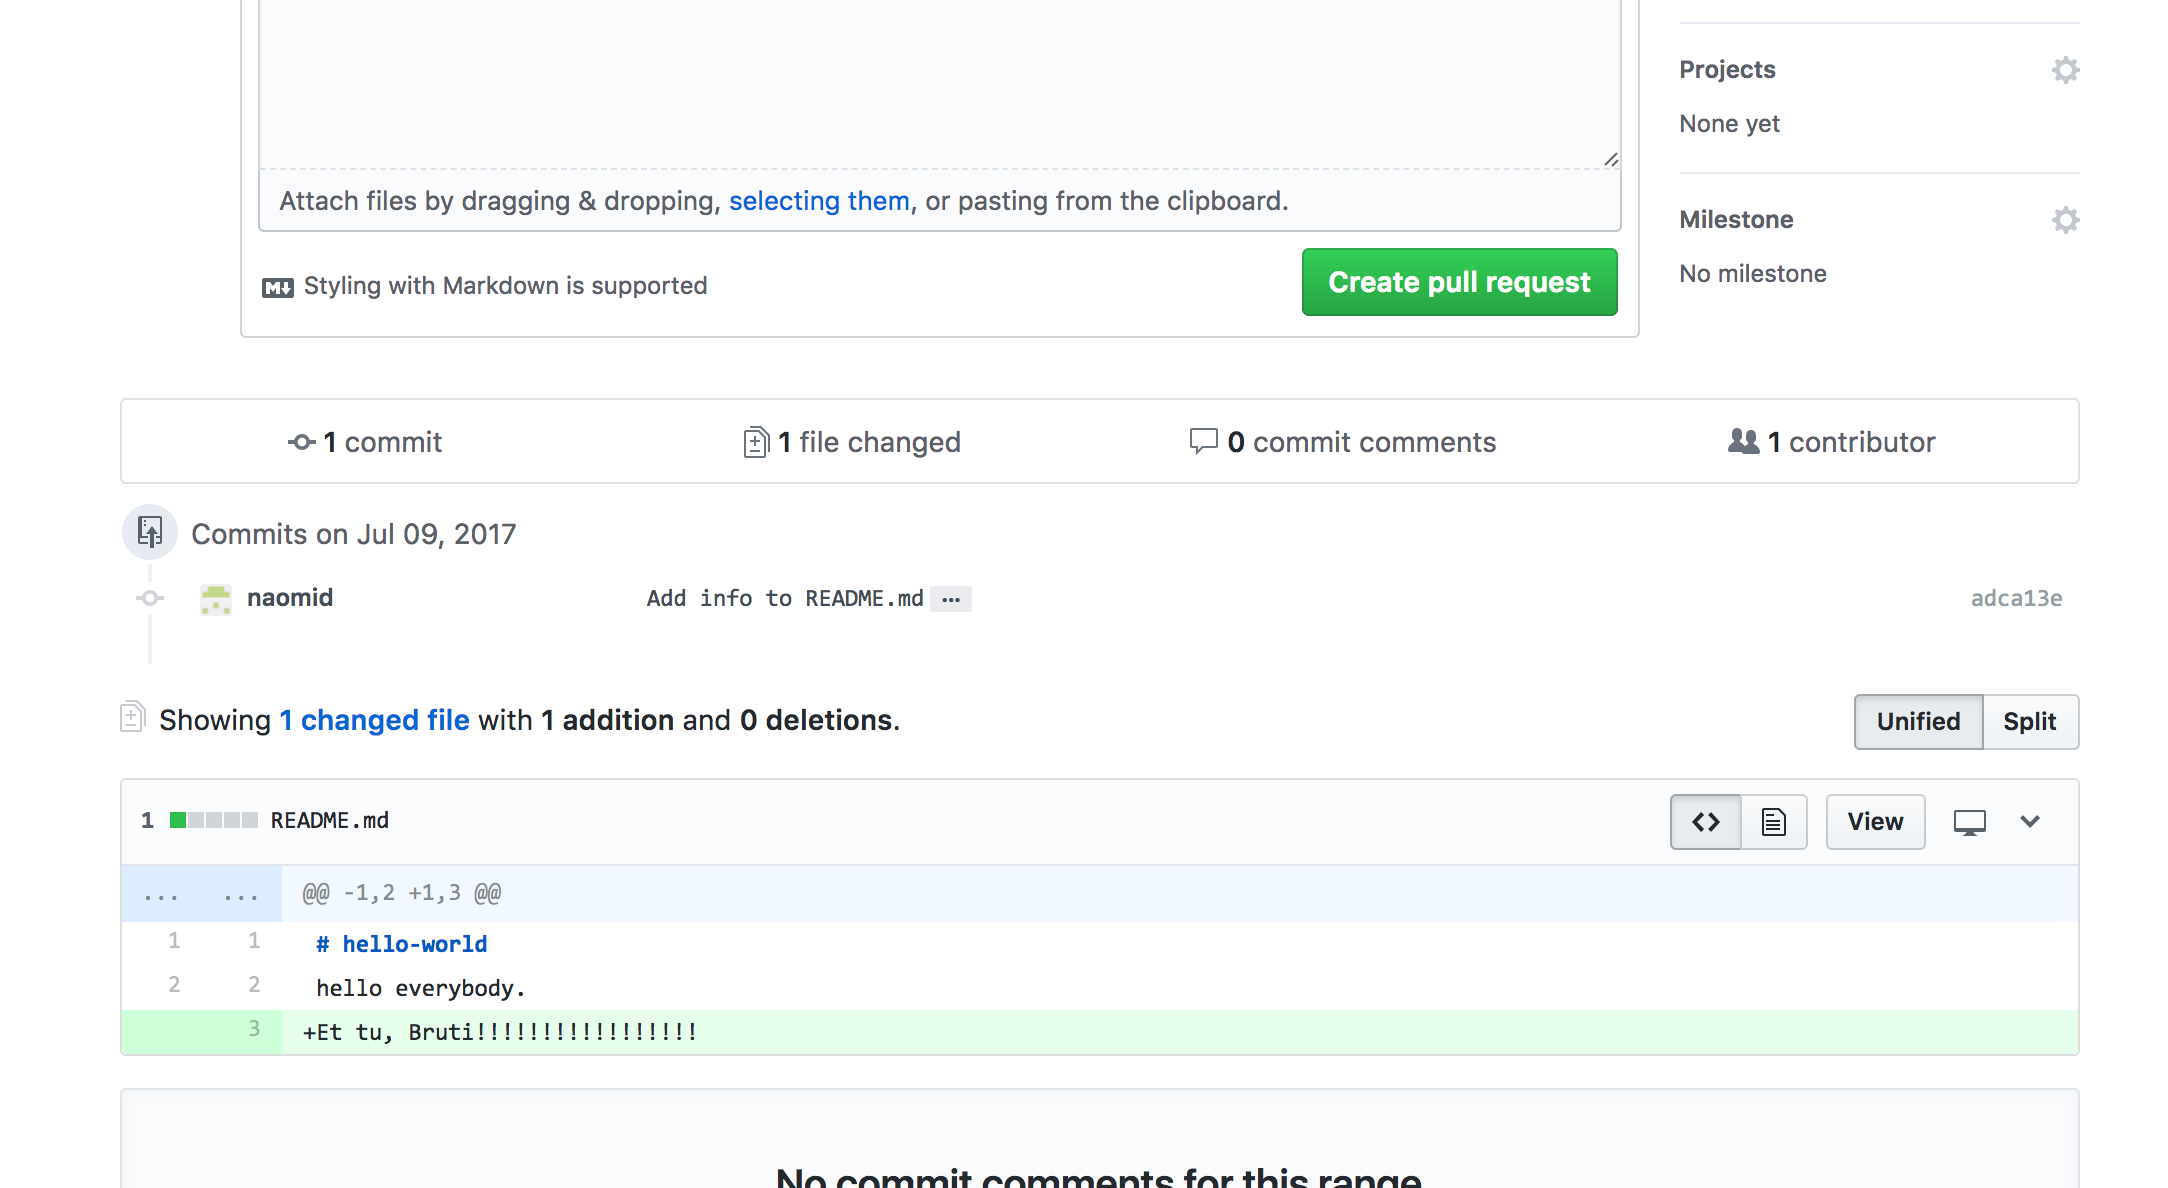 Projects
None yet
Attach files by dragging & dropping, selecting them, or pasting from the clipboard.
Milestone
No milestone
Styling with Markdown is supported
Create pull request
1 commit
1 file changed
0 commit comments
1 contributor
Commits on Jul 09, 2017
naomid
Add info to README.md …
adca13e
Showing 1 changed file with 1 addition and 0 deletions.
Unified
Split
1 README.md
<> View
... ... @@ -1,2 +1,3 @@
1 1 # hello-world
2 2 hello everybody.
3 +Et tu, Bruti!!!!!!!!!!!!!!!!!
No commit comments for this range